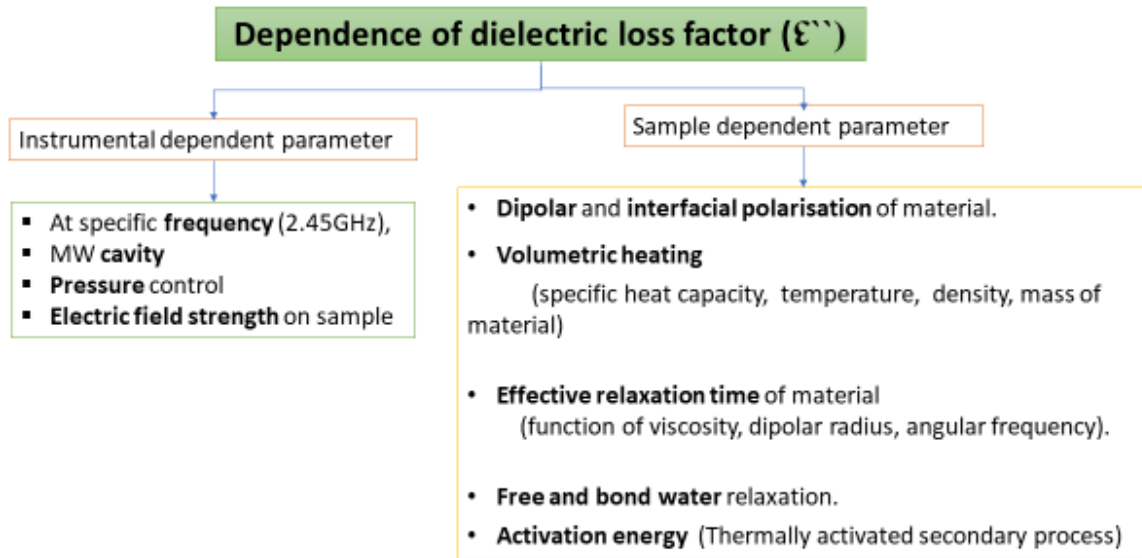 Dependence of dielectric loss factor (Ɛ``)
Instrumental dependent parameter
Sample dependent parameter
▪ At specific frequency (2.45GHz),
▪ MW cavity
▪ Pressure control
▪ Electric field strength on sample
• Dipolar and interfacial polarisation of material.
• Volumetric heating
(specific heat capacity, temperature, density, mass of
material)
• Effective relaxation time of material
(function of viscosity, dipolar radius, angular frequency).
• Free and bond water relaxation.
• Activation energy (Thermally activated secondary process)